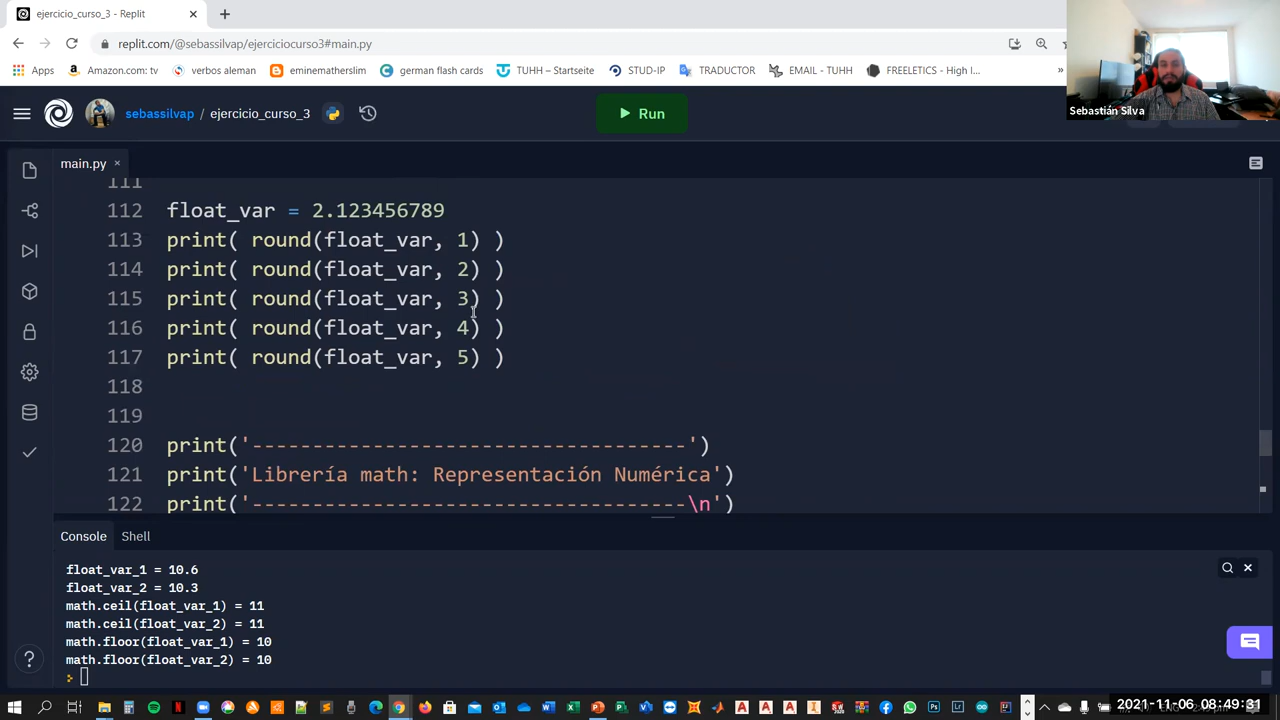 ejercicio_curso_3 - Replit
replit.com/@sebassilvap/ejerciciocurso3#main.py
Apps
Amazon.com: tv
verbos aleman
eminematherslim
german flash cards
TUHH – Startseite
STUD-IP
TRADUCTOR
EMAIL - TUHH
FREELETICS - High I...
»
Sebastián Silva
sebassilvap / ejercicio_curso_3
Run
main.py
111
112 float_var = 2.123456789
113 print( round(float_var, 1) )
114 print( round(float_var, 2) )
115 print( round(float_var, 3) )
116 print( round(float_var, 4) )
117 print( round(float_var, 5) )
118
119
120 print('------------------------------------')
121 print('Librería math: Representación Numérica')
122 print('------------------------------------\n')
Console
Shell
float_var_1 = 10.6
float_var_2 = 10.3
math.ceil(float_var_1) = 11
math.ceil(float_var_2) = 11
math.floor(float_var_1) = 10
math.floor(float_var_2) = 10
2021-11-06 08:49:31